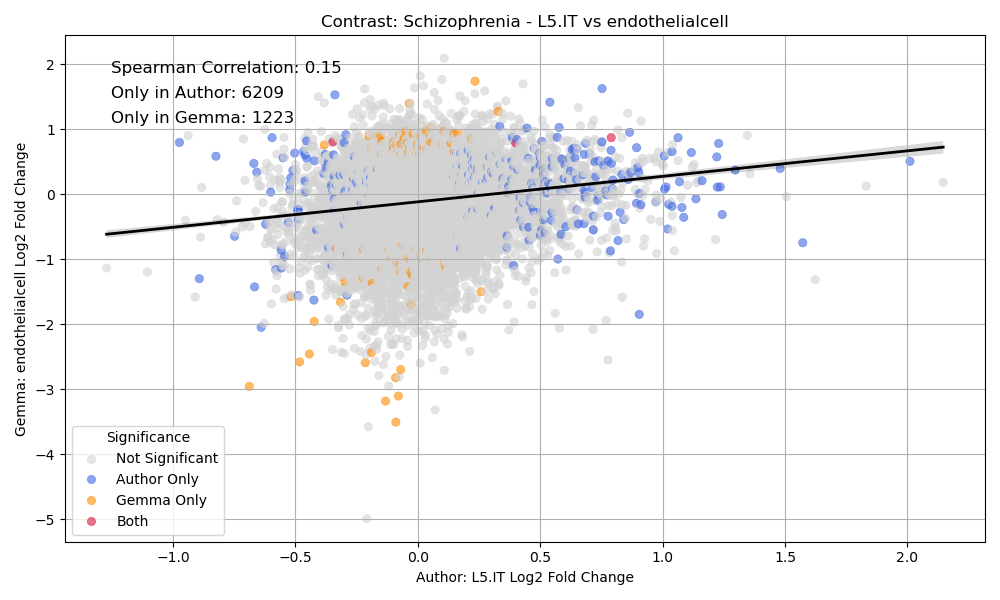 Contrast: Schizophrenia - L5.IT vs endothelialcell
Spearman Correlation: 0.15
Only in Author: 6209
Only in Gemma: 1223
Gemma: endothelialcell Log2 Fold Change
2
1
0
−1
−2
−3
−4
−5
Significance
Not Significant
Author Only
Gemma Only
Both
−1.0
−0.5
0.0
0.5
1.0
1.5
2.0
Author: L5.IT Log2 Fold Change